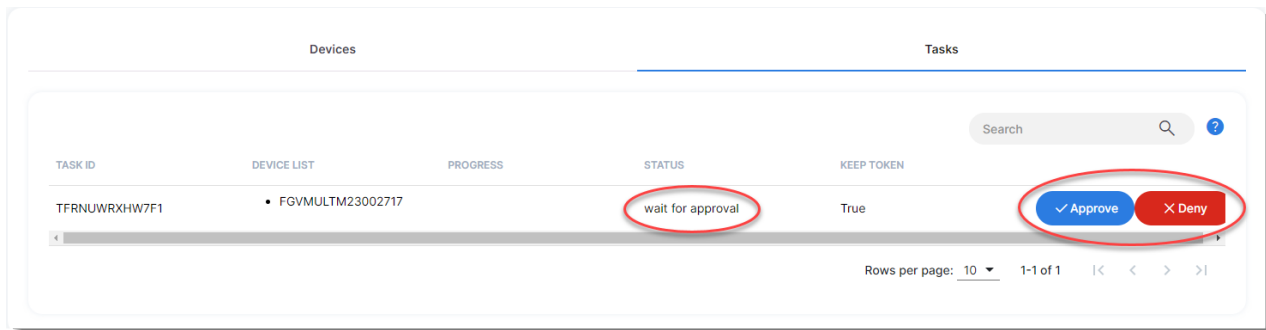 Devices Tasks
Search ?
TASK ID DEVICE LIST PROGRESS STATUS KEEP TOKEN
TFRNUWRXHW7F1 • FGVMULTM23002717 wait for approval True Approve Deny
Rows per page: 10 1-1 of 1